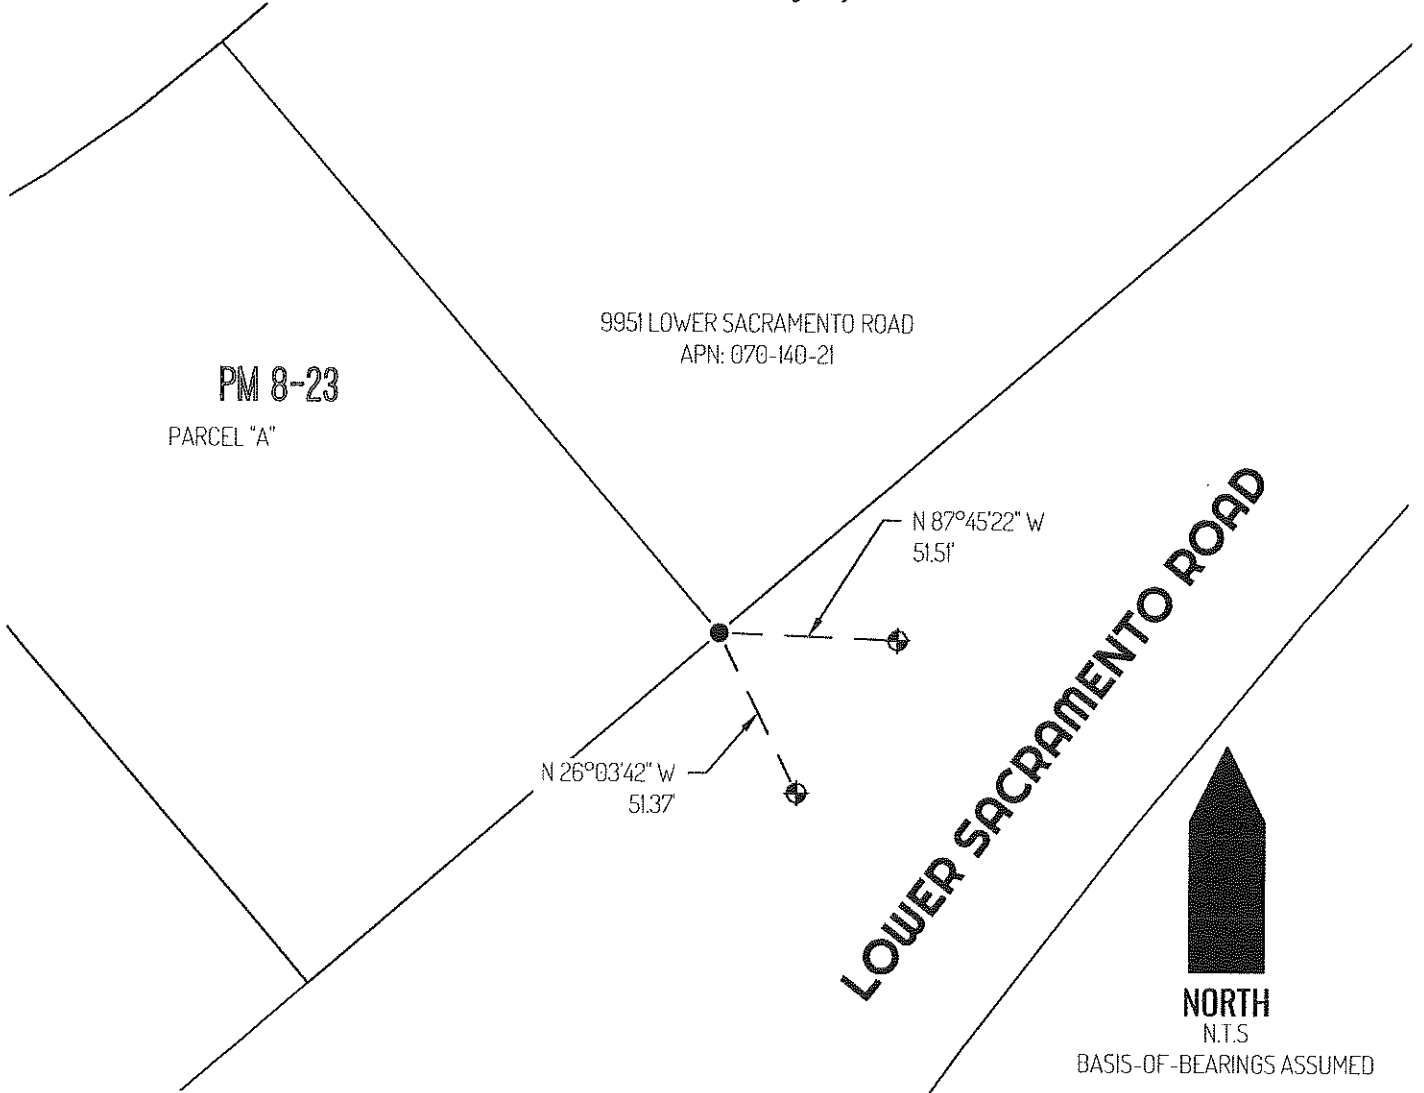 9951 LOWER SACRAMENTO ROAD
APN: 070-140-21
PM 8-23
PARCEL "A"
N 87°45'22" W
51.51'
LOWER SACRAMENTO ROAD
N 26°03'42" W
51.37'
NORTH
N.T.S
BASIS-OF-BEARINGS ASSUMED